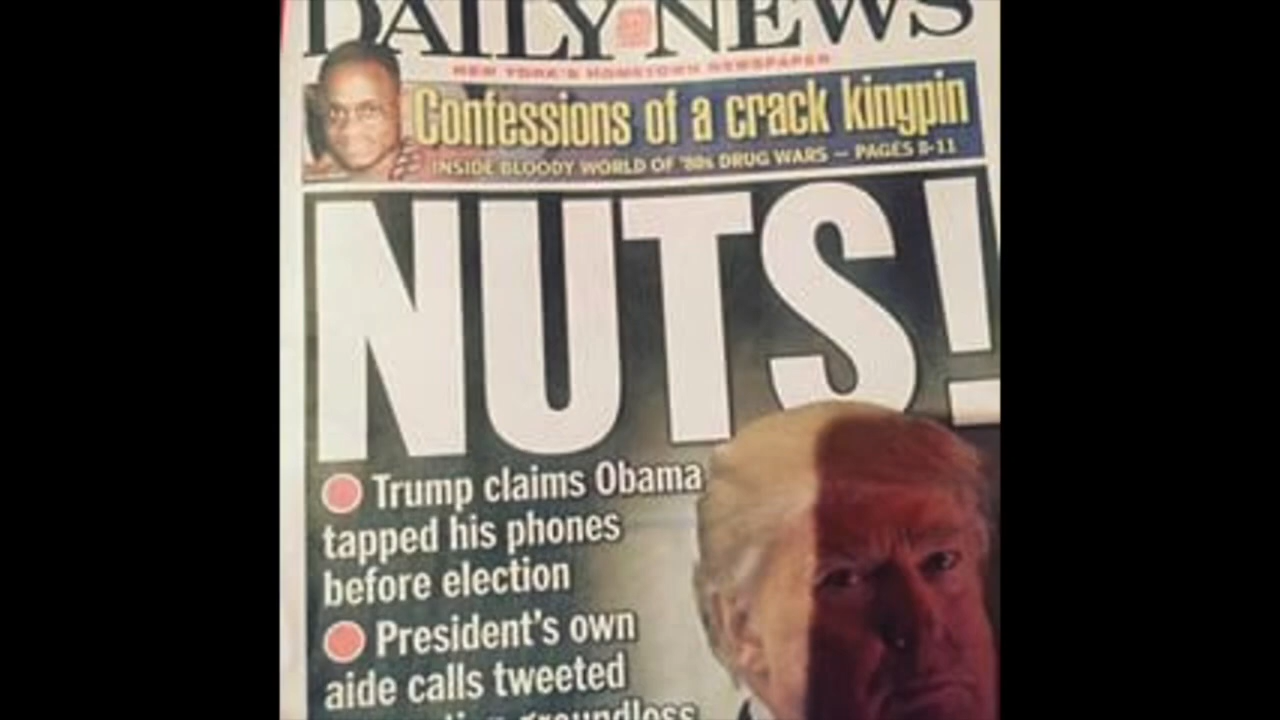 DAILY NEWS
NEW YORK'S HOMETOWN NEWSPAPER
Confessions of a crack kingpin
INSIDE BLOODY WORLD OF '80s DRUG WARS — PAGES 8-11
NUTS!
Trump claims Obama
tapped his phones
before election
President's own
aide calls tweeted
groundless